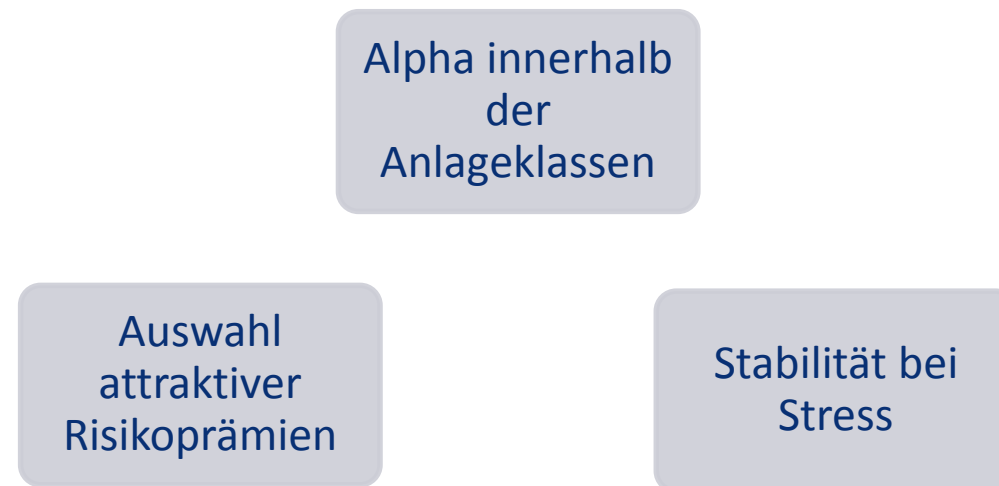 Alpha innerhalb
der
Anlageklassen
Auswahl
attraktiver
Risikoprämien
Stabilität bei
Stress